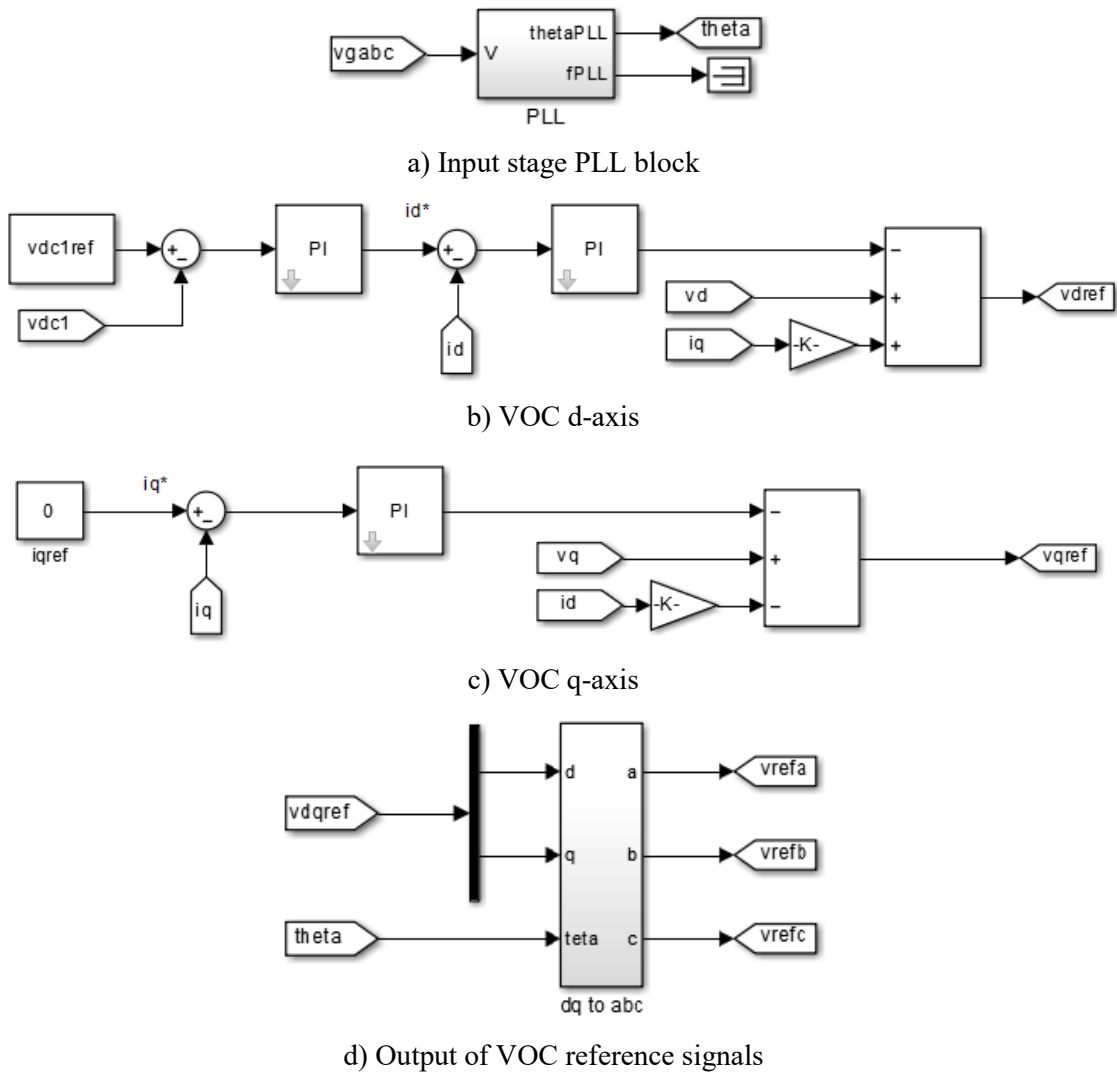 vgabc
V
thetaPLL
fPLL
theta
PLL
a) Input stage PLL block
vdc1ref
+
-
PI
id*
+
-
PI
-
vdc1
id
vd
+
iq
-K-
+
vdref
b) VOC d-axis
0
iqref
iq*
+
-
PI
-
iq
vq
+
id
-K-
-
vqref
c) VOC q-axis
vdqref
theta
d
q
teta
a
b
c
vrefa
vrefb
vrefc
dq to abc
d) Output of VOC reference signals